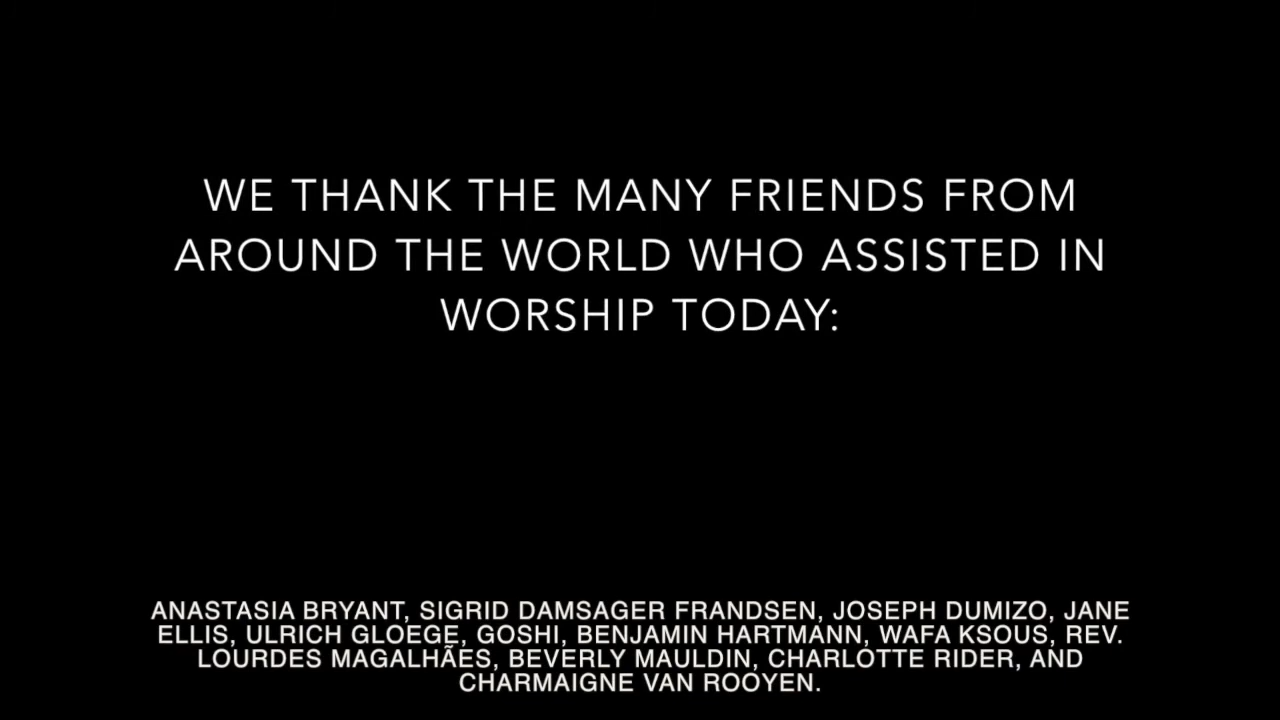 WE THANK THE MANY FRIENDS FROM
AROUND THE WORLD WHO ASSISTED IN
WORSHIP TODAY:
ANASTASIA BRYANT, SIGRID DAMSAGER FRANDSEN, JOSEPH DUMIZO, JANE
ELLIS, ULRICH GLOEGE, GOSHI, BENJAMIN HARTMANN, WAFA KSOUS, REV.
LOURDES MAGALHÃES, BEVERLY MAULDIN, CHARLOTTE RIDER, AND
CHARMAIGNE VAN ROOYEN.